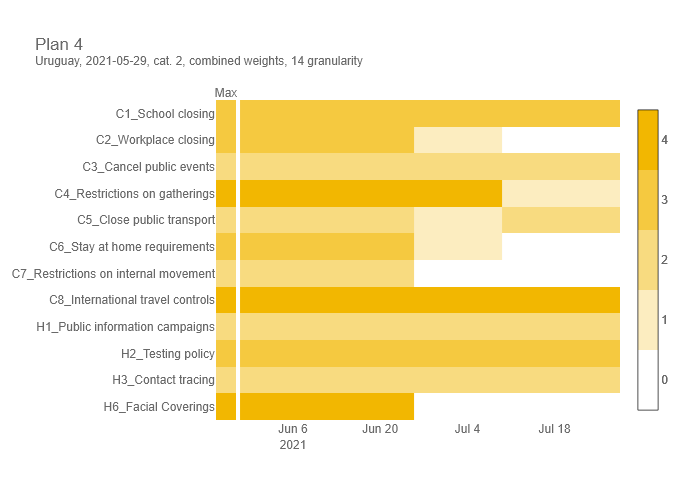 Plan 4
Uruguay, 2021-05-29, cat. 2, combined weights, 14 granularity
Max
C1_School closing
C2_Workplace closing
C3_Cancel public events
C4_Restrictions on gatherings
C5_Close public transport
C6_Stay at home requirements
C7_Restrictions on internal movement
C8_International travel controls
H1_Public information campaigns
H2_Testing policy
H3_Contact tracing
H6_Facial Coverings
4
3
2
1
0
Jun 6
Jun 20
Jul 4
Jul 18
2021